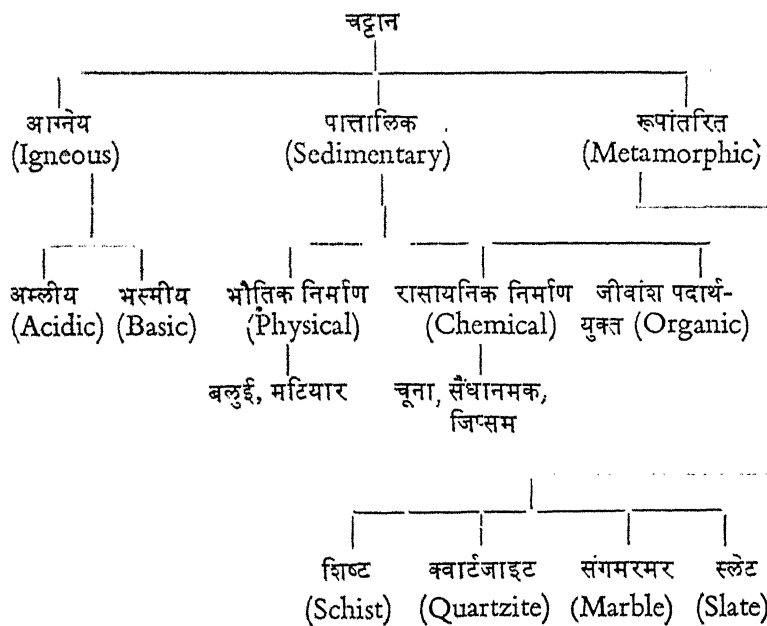 चट्टान
आग्नेय पात्तालिक रूपांतरित
(Igneous) (Sedimentary) (Metamorphic)
अम्लीय भस्मीय भौतिक निर्माण रासायनिक निर्माण जीवांश पदार्थ-
(Acidic) (Basic) (Physical) (Chemical) युक्त (Organic)
बलुई, मटियार चूना, सैंधानमक,
जिप्सम
शिष्ट क्वार्टजाइट संगमरमर स्लेट
(Schist) (Quartzite) (Marble) (Slate)